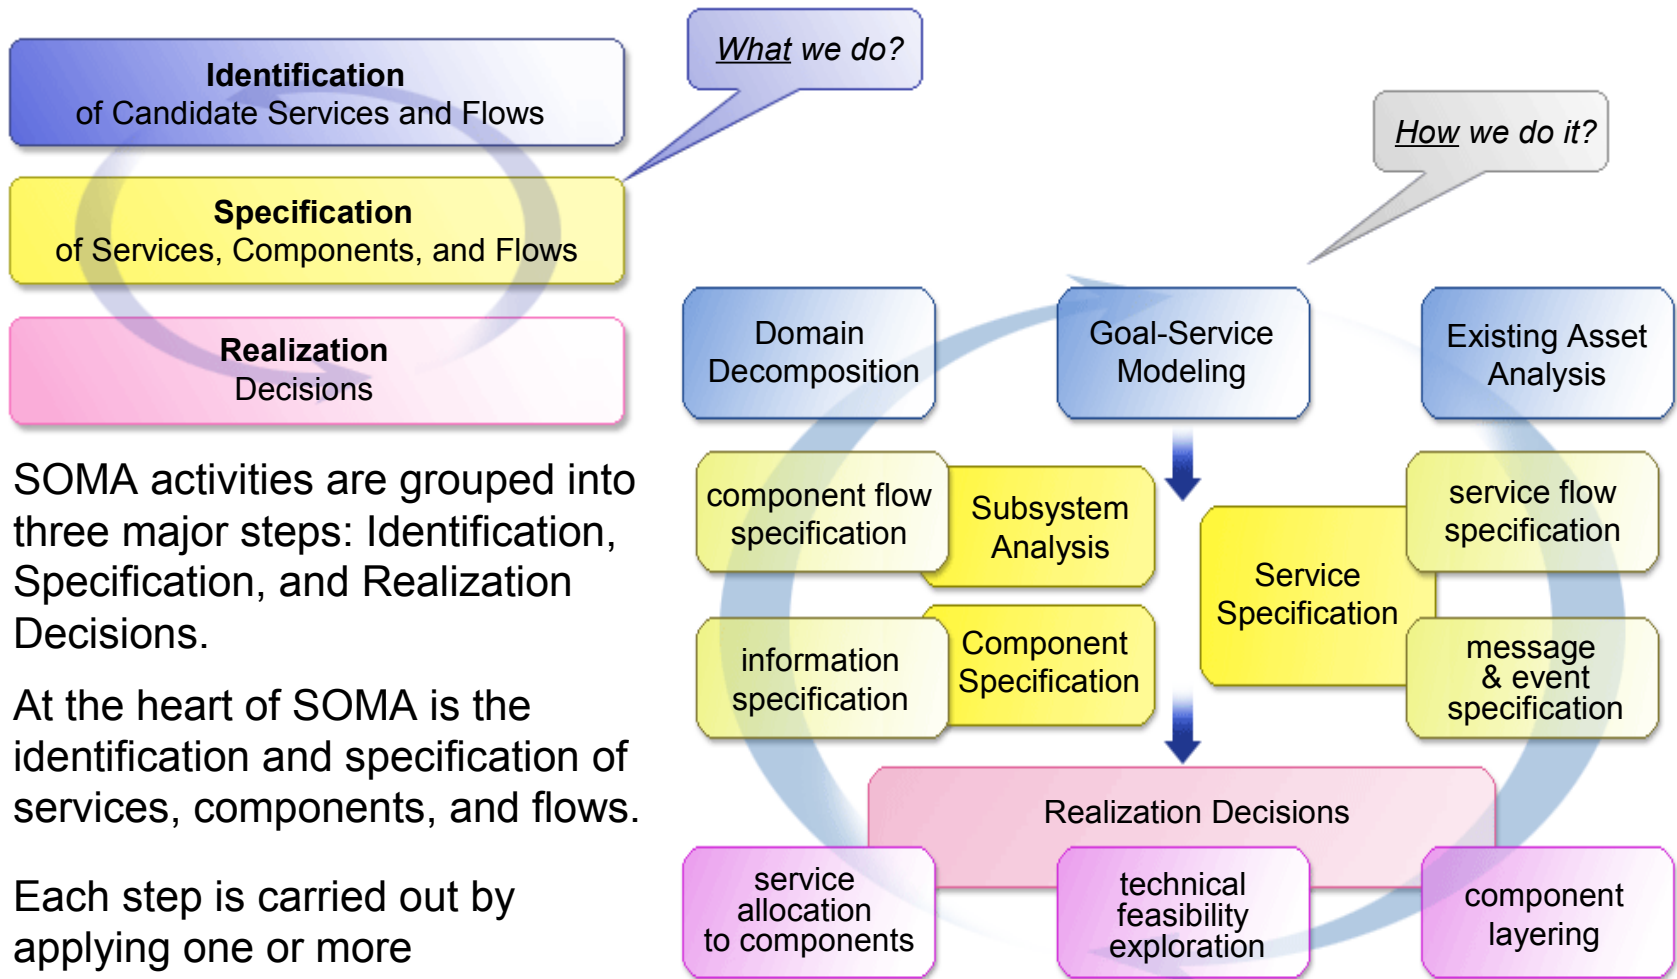 Identification
of Candidate Services and Flows
Specification
of Services, Components, and Flows
Realization
Decisions
SOMA activities are grouped into
three major steps: Identification,
Specification, and Realization
Decisions.
At the heart of SOMA is the
identification and specification of
services, components, and flows.
Each step is carried out by
applying one or more
What we do?
How we do it?
Domain
Decomposition
Goal-Service
Modeling
Existing Asset
Analysis
component flow
specification
Subsystem
Analysis
information
specification
Component
Specification
Service
Specification
service flow
specification
message
& event
specification
Realization Decisions
service
allocation
to components
technical
feasibility
exploration
component
layering